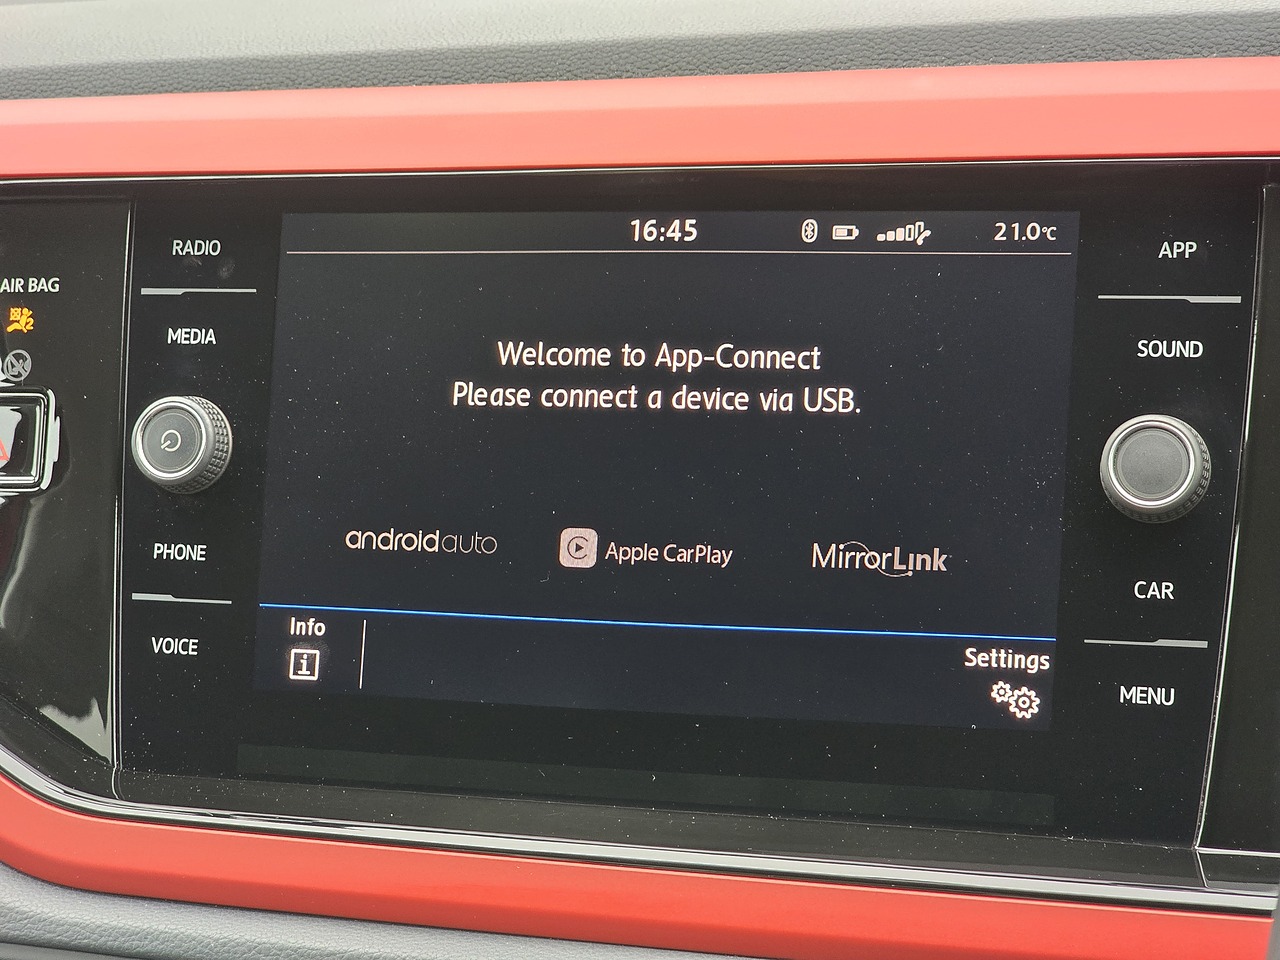 16:45
21.0°C
RADIO
APP
AIR BAG
2
MEDIA
SOUND
Welcome to App-Connect
Please connect a device via USB.
PHONE
androidauto
Apple CarPlay
MirrorLink
CAR
VOICE
Info
i
Settings
MENU